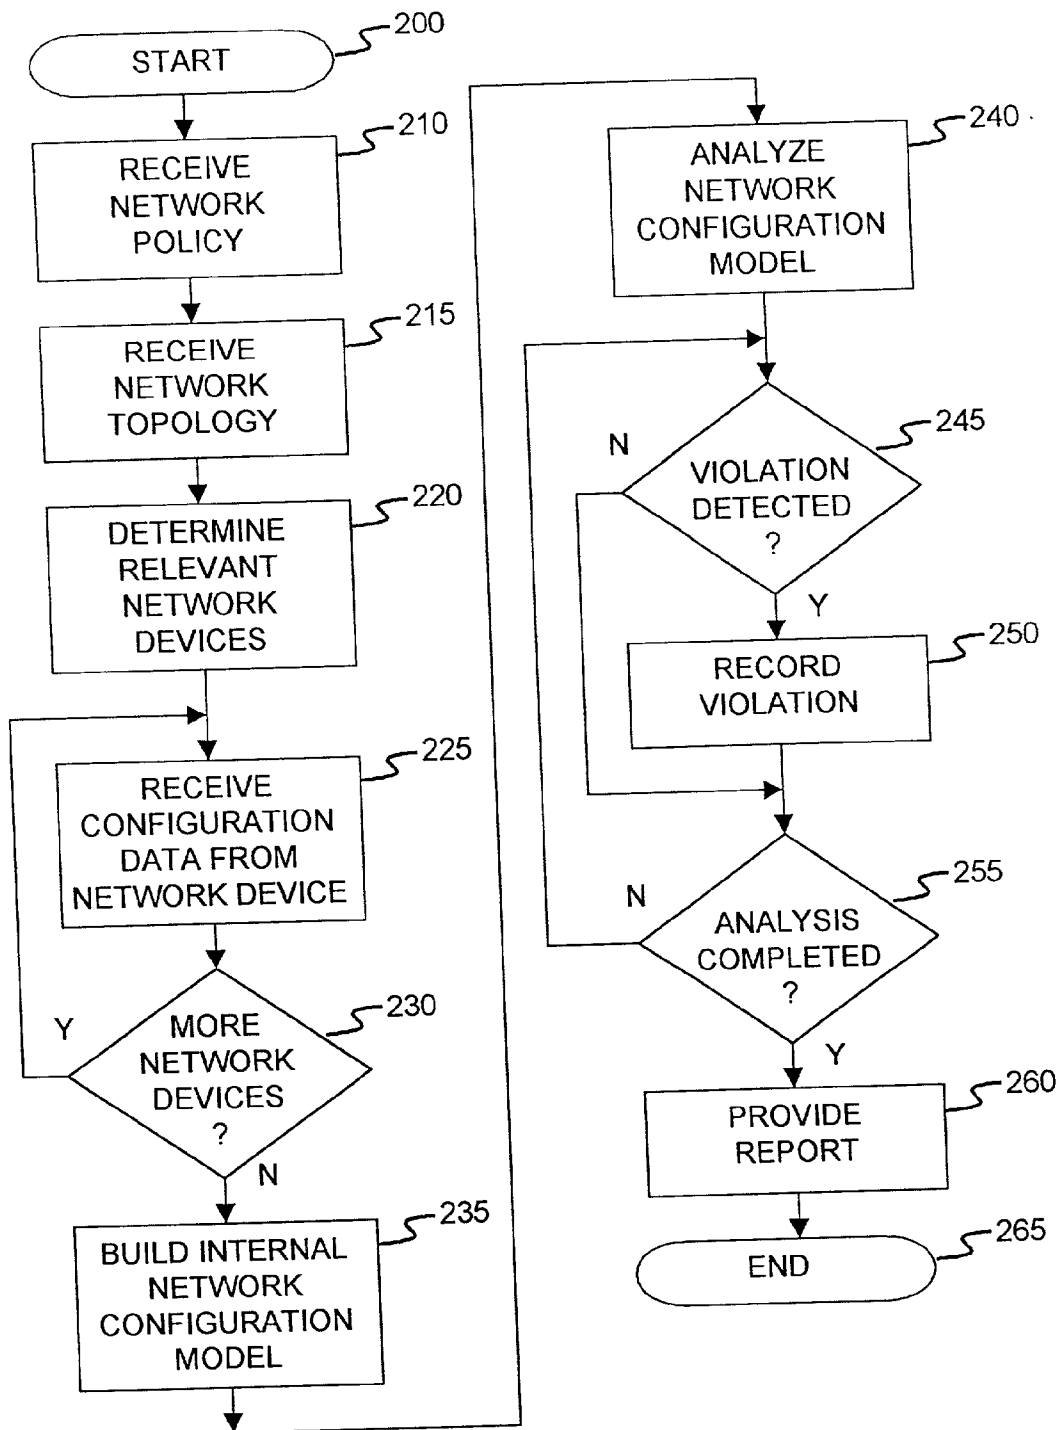 START
200
RECEIVE
NETWORK
POLICY
210
RECEIVE
NETWORK
TOPOLOGY
215
DETERMINE
RELEVANT
NETWORK
DEVICES
220
RECEIVE
CONFIGURATION
DATA FROM
NETWORK DEVICE
225
MORE
NETWORK
DEVICES
?
230
Y
N
BUILD INTERNAL
NETWORK
CONFIGURATION
MODEL
235
ANALYZE
NETWORK
CONFIGURATION
MODEL
240
VIOLATION
DETECTED
?
245
N
Y
RECORD
VIOLATION
250
ANALYSIS
COMPLETED
?
255
N
Y
PROVIDE
REPORT
260
END
265